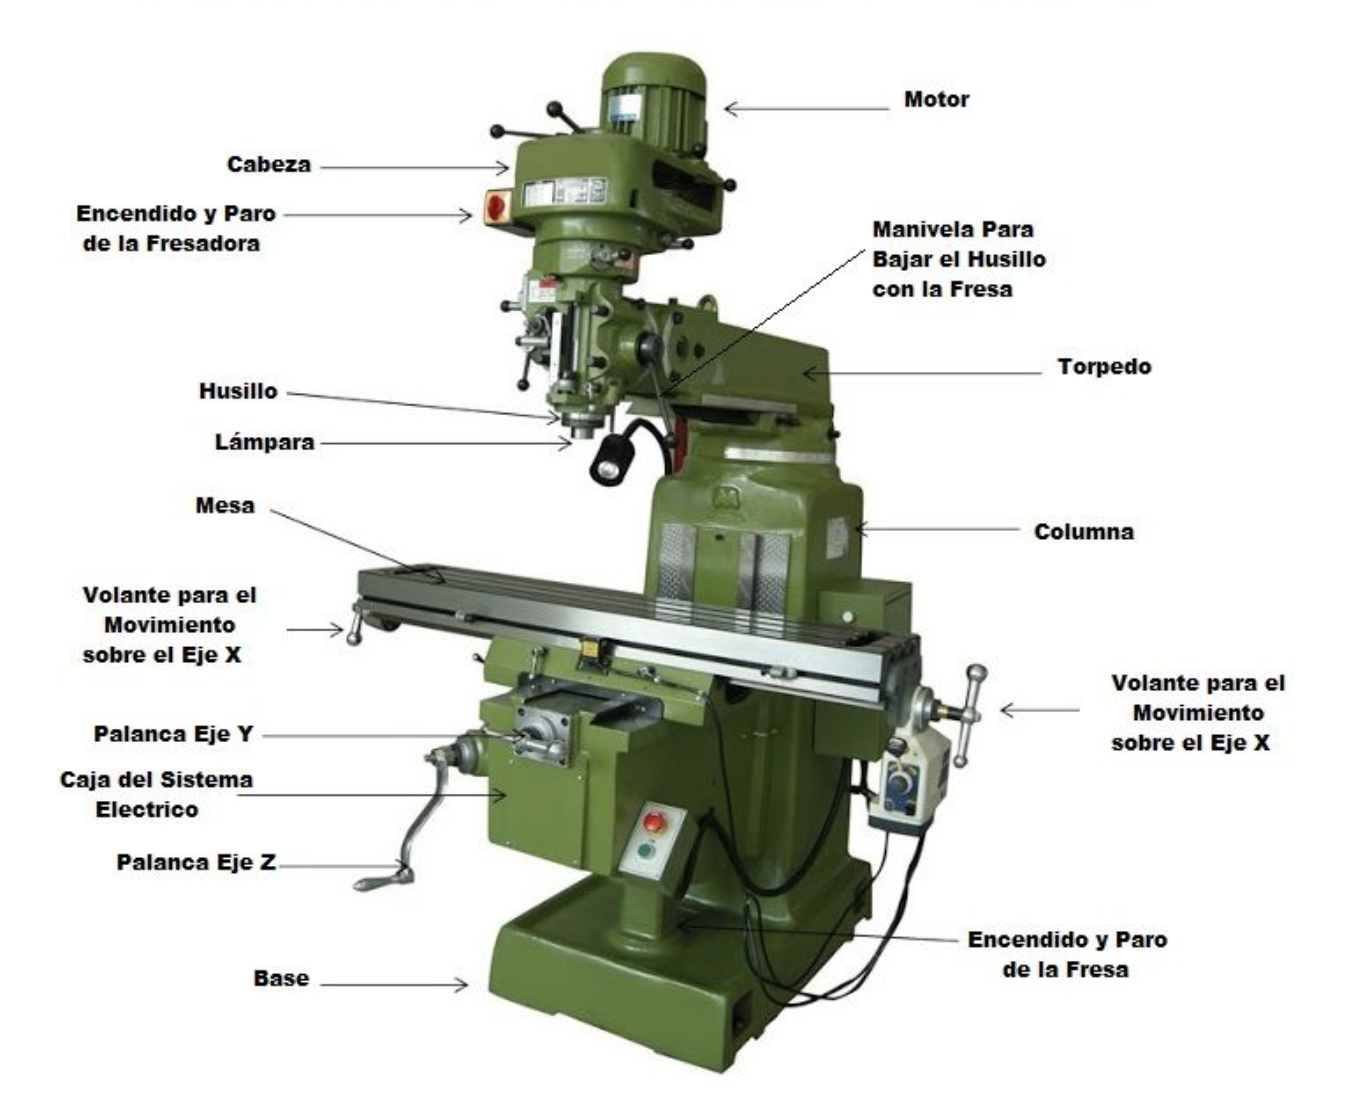 Motor
Cabeza
Encendido y Paro
de la Fresadora
Manivela Para
Bajar el Husillo
con la Fresa
Torpedo
Husillo
Lámpara
Mesa
Columna
Volante para el
Movimiento
sobre el Eje X
Volante para el
Movimiento
sobre el Eje X
Palanca Eje Y
Caja del Sistema
Electrico
Palanca Eje Z
Encendido y Paro
de la Fresa
Base